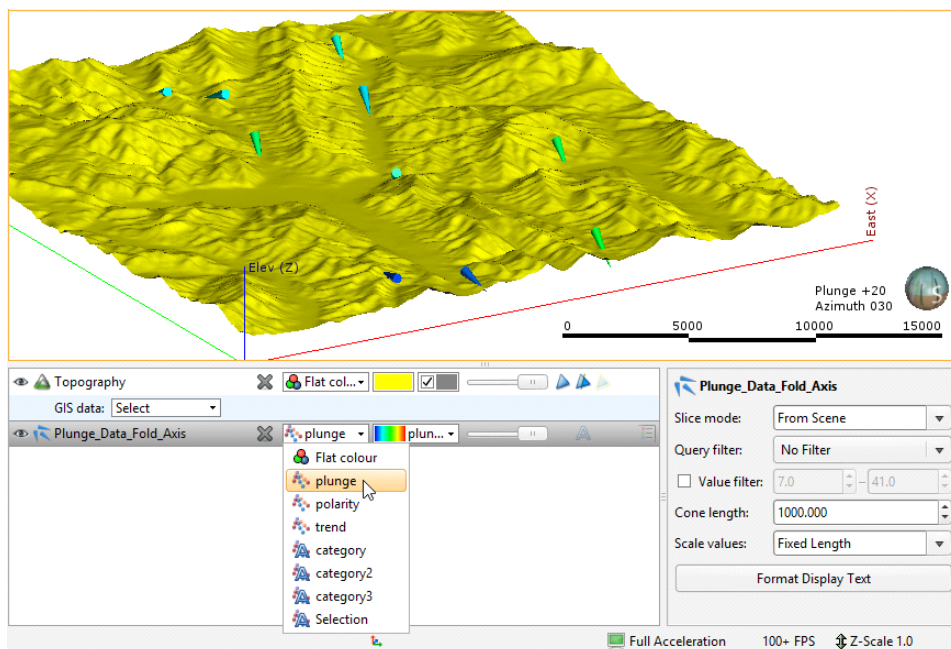 East (X)
Elev (Z)
Plunge +20
Azimuth 030
S
0 5000 10000 15000
Topography Flat col...
GIS data: Select
Plunge_Data_Fold_Axis plunge plun...
Flat colour
plunge
polarity
trend
category
category2
category3
Selection
Plunge_Data_Fold_Axis
Slice mode: From Scene
Query filter: No Filter
Value filter: 7.0 – 41.0
Cone length: 1000.000
Scale values: Fixed Length
Format Display Text
Full Acceleration 100+ FPS Z-Scale 1.0